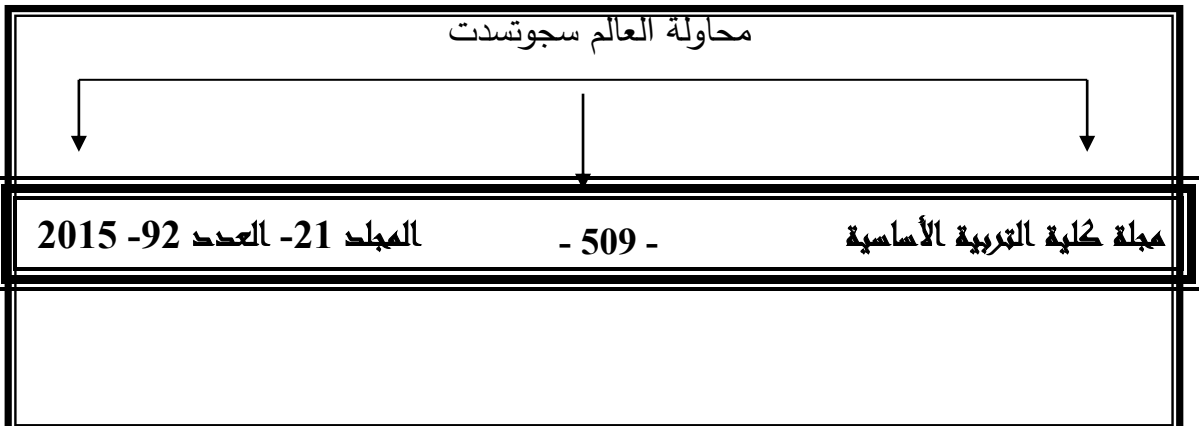 محاولة العالم سجوتسدت
مجلة كلية التربية الأساسية - 509 - المجلد 21- العدد 92- 2015